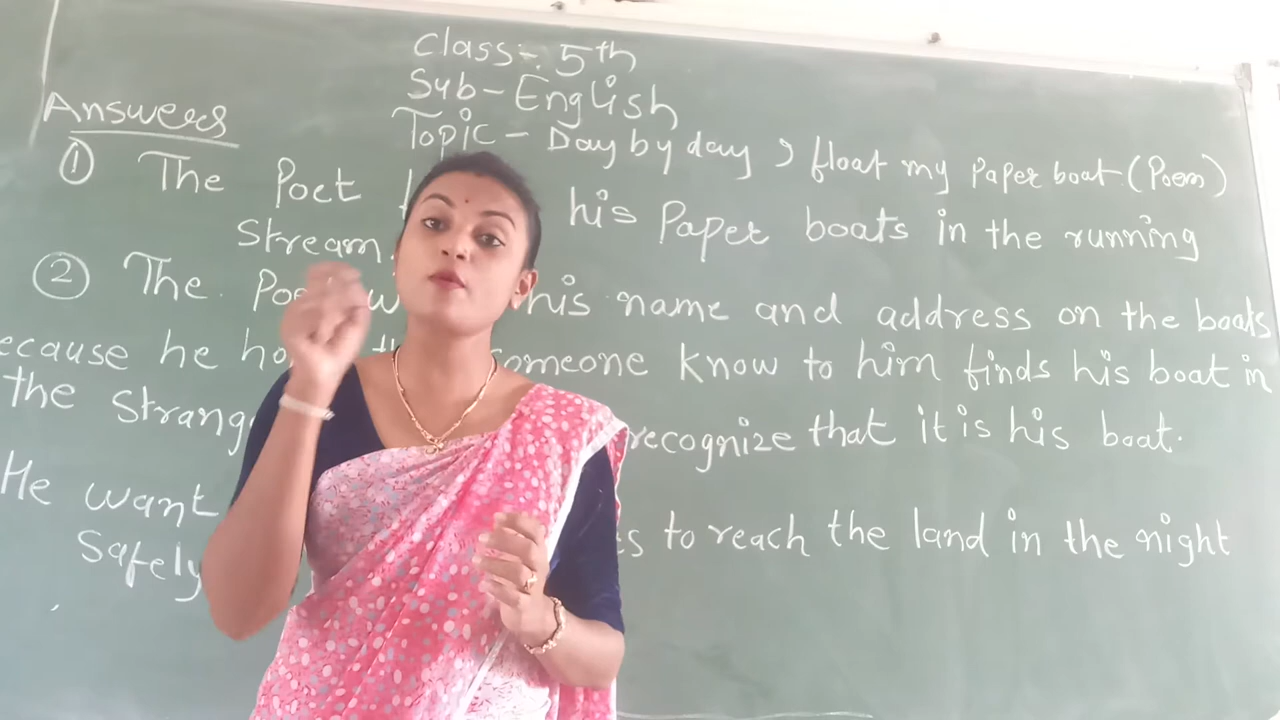 Class-. 5th
Sub- English
Topic - Day by day I float my Paper boat. (Poem)
Answers
① The Poet his Paper boats in the running
Stream.
② The Poet his name and address on the boats
because he someone know to him finds his boat in
the recognize that it is his boat.
He want to reach the land in the night
Safely